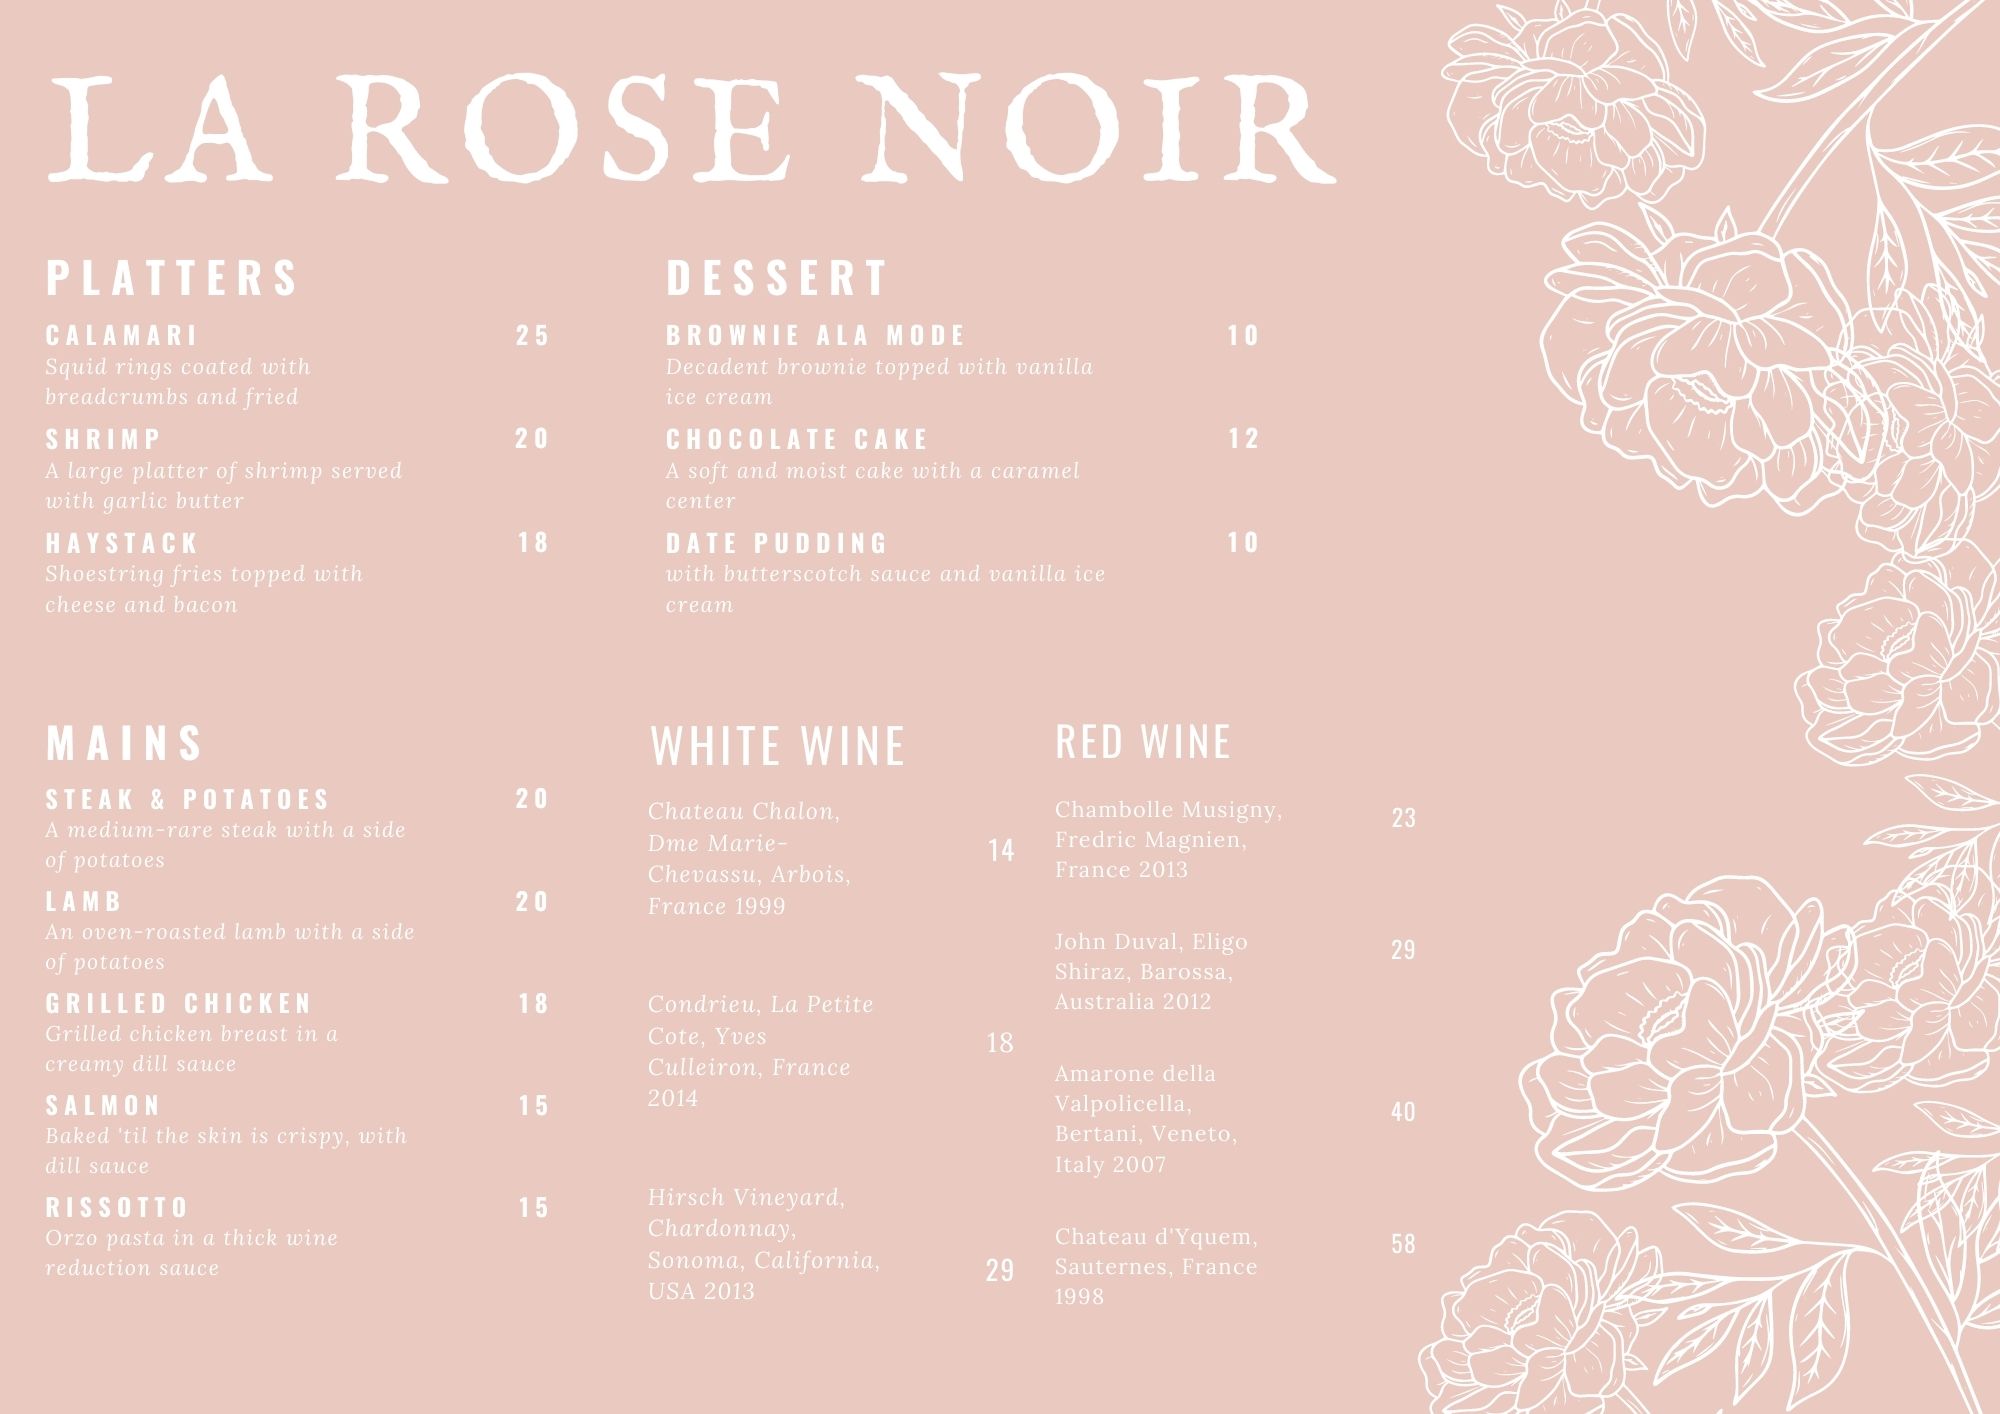 LA ROSE NOIR
PLATTERS
CALAMARI 25
Squid rings coated with
breadcrumbs and fried
SHRIMP 20
A large platter of shrimp served
with garlic butter
HAYSTACK 18
Shoestring fries topped with
cheese and bacon
DESSERT
BROWNIE ALA MODE 10
Decadent brownie topped with vanilla
ice cream
CHOCOLATE CAKE 12
A soft and moist cake with a caramel
center
DATE PUDDING 10
with butterscotch sauce and vanilla ice
cream
MAINS
STEAK & POTATOES 20
A medium-rare steak with a side
of potatoes
LAMB 20
An oven-roasted lamb with a side
of potatoes
GRILLED CHICKEN 18
Grilled chicken breast in a
creamy dill sauce
SALMON 15
Baked 'til the skin is crispy, with
dill sauce
RISSOTTO 15
Orzo pasta in a thick wine
reduction sauce
WHITE WINE
Chateau Chalon,
Dme Marie- 14
Chevassu, Arbois,
France 1999
Condrieu, La Petite
Cote, Yves 18
Culleiron, France
2014
Hirsch Vineyard,
Chardonnay,
Sonoma, California, 29
USA 2013
RED WINE
Chambolle Musigny, 23
Fredric Magnien,
France 2013
John Duval, Eligo 29
Shiraz, Barossa,
Australia 2012
Amarone della
Valpolicella, 40
Bertani, Veneto,
Italy 2007
Chateau d'Yquem, 58
Sauternes, France
1998